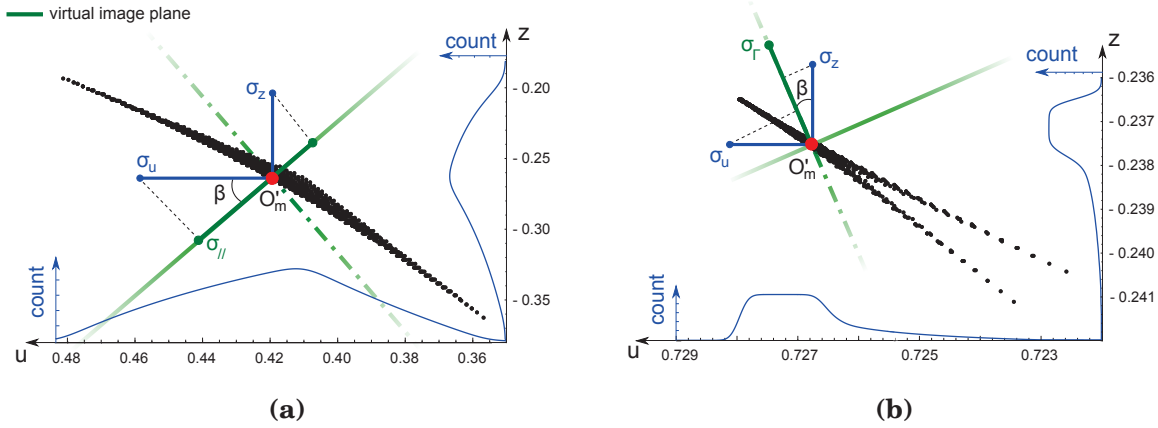 virtual image plane
count
z
- 0.20
- 0.25
- 0.30
- 0.35
σz
σu
β
O'm
σ//
count
u
0.48
0.46
0.44
0.42
0.40
0.38
0.36
(a)
σΓ
σz
z
count
β
- 0.236
- 0.237
- 0.238
- 0.239
- 0.240
- 0.241
σu
O'm
count
u
0.729
0.727
0.725
0.723
(b)